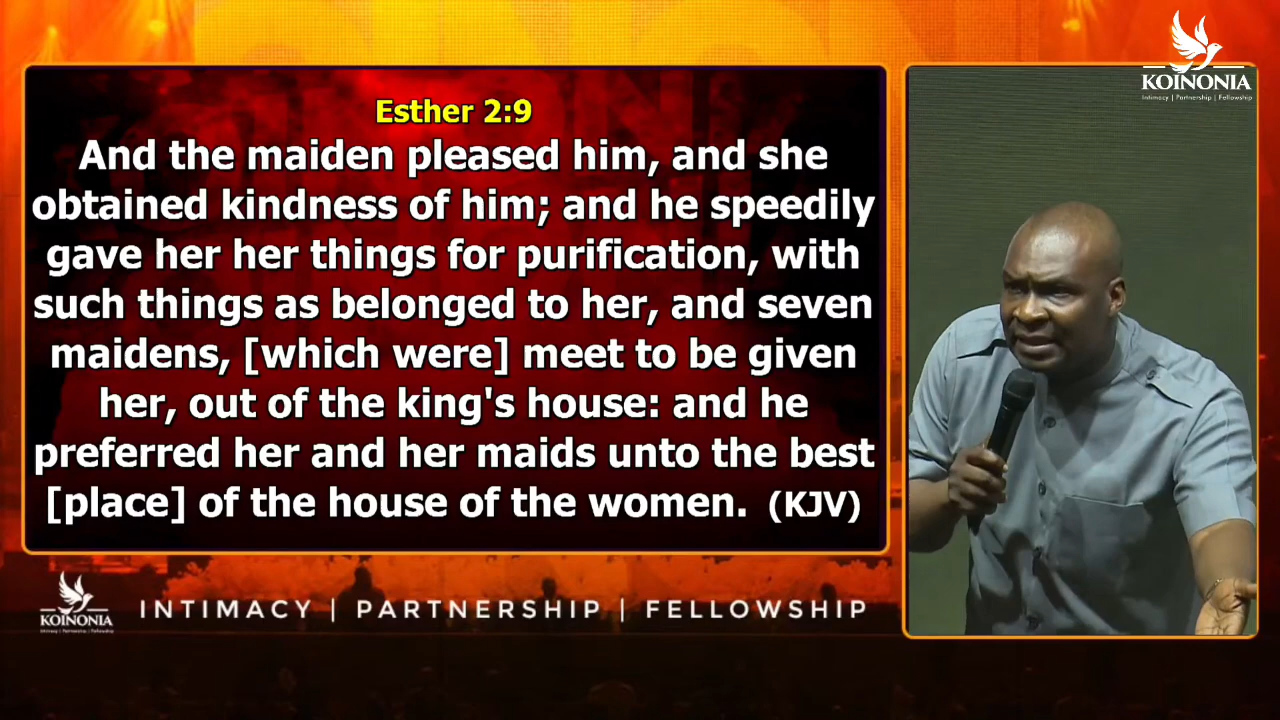 KOINONIA
Intimacy | Partnership | Fellowship
Esther 2:9
And the maiden pleased him, and she
obtained kindness of him; and he speedily
gave her her things for purification, with
such things as belonged to her, and seven
maidens, [which were] meet to be given
her, out of the king's house: and he
preferred her and her maids unto the best
[place] of the house of the women. (KJV)
KOINONIA
Intimacy | Partnership | Fellowship
INTIMACY | PARTNERSHIP | FELLOWSHIP